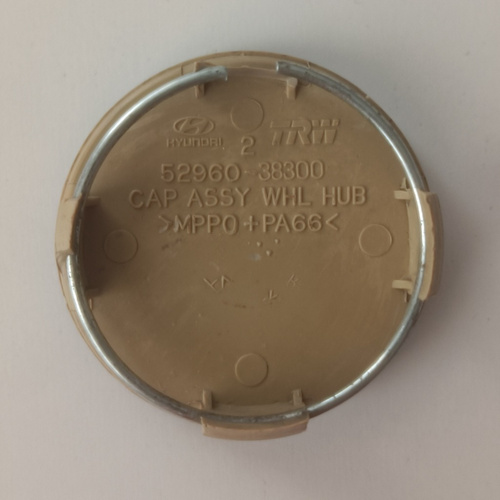 HYUNDAI 2 TRW
52960-38300
CAP ASSY WHL HUB
>MPPO+PA66<